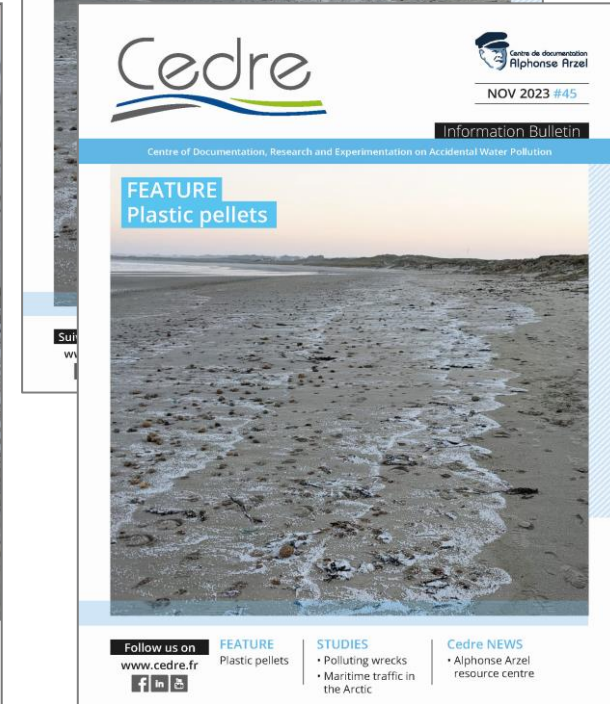 Cedre
Centre de documentation
Alphonse Arzel
NOV 2023 #45
Information Bulletin
Centre of Documentation, Research and Experimentation on Accidental Water Pollution
FEATURE
Plastic pellets
Follow us on
www.cedre.fr
FEATURE
Plastic pellets
STUDIES
• Polluting wrecks
• Maritime traffic in
the Arctic
Cedre NEWS
• Alphonse Arzel
resource centre